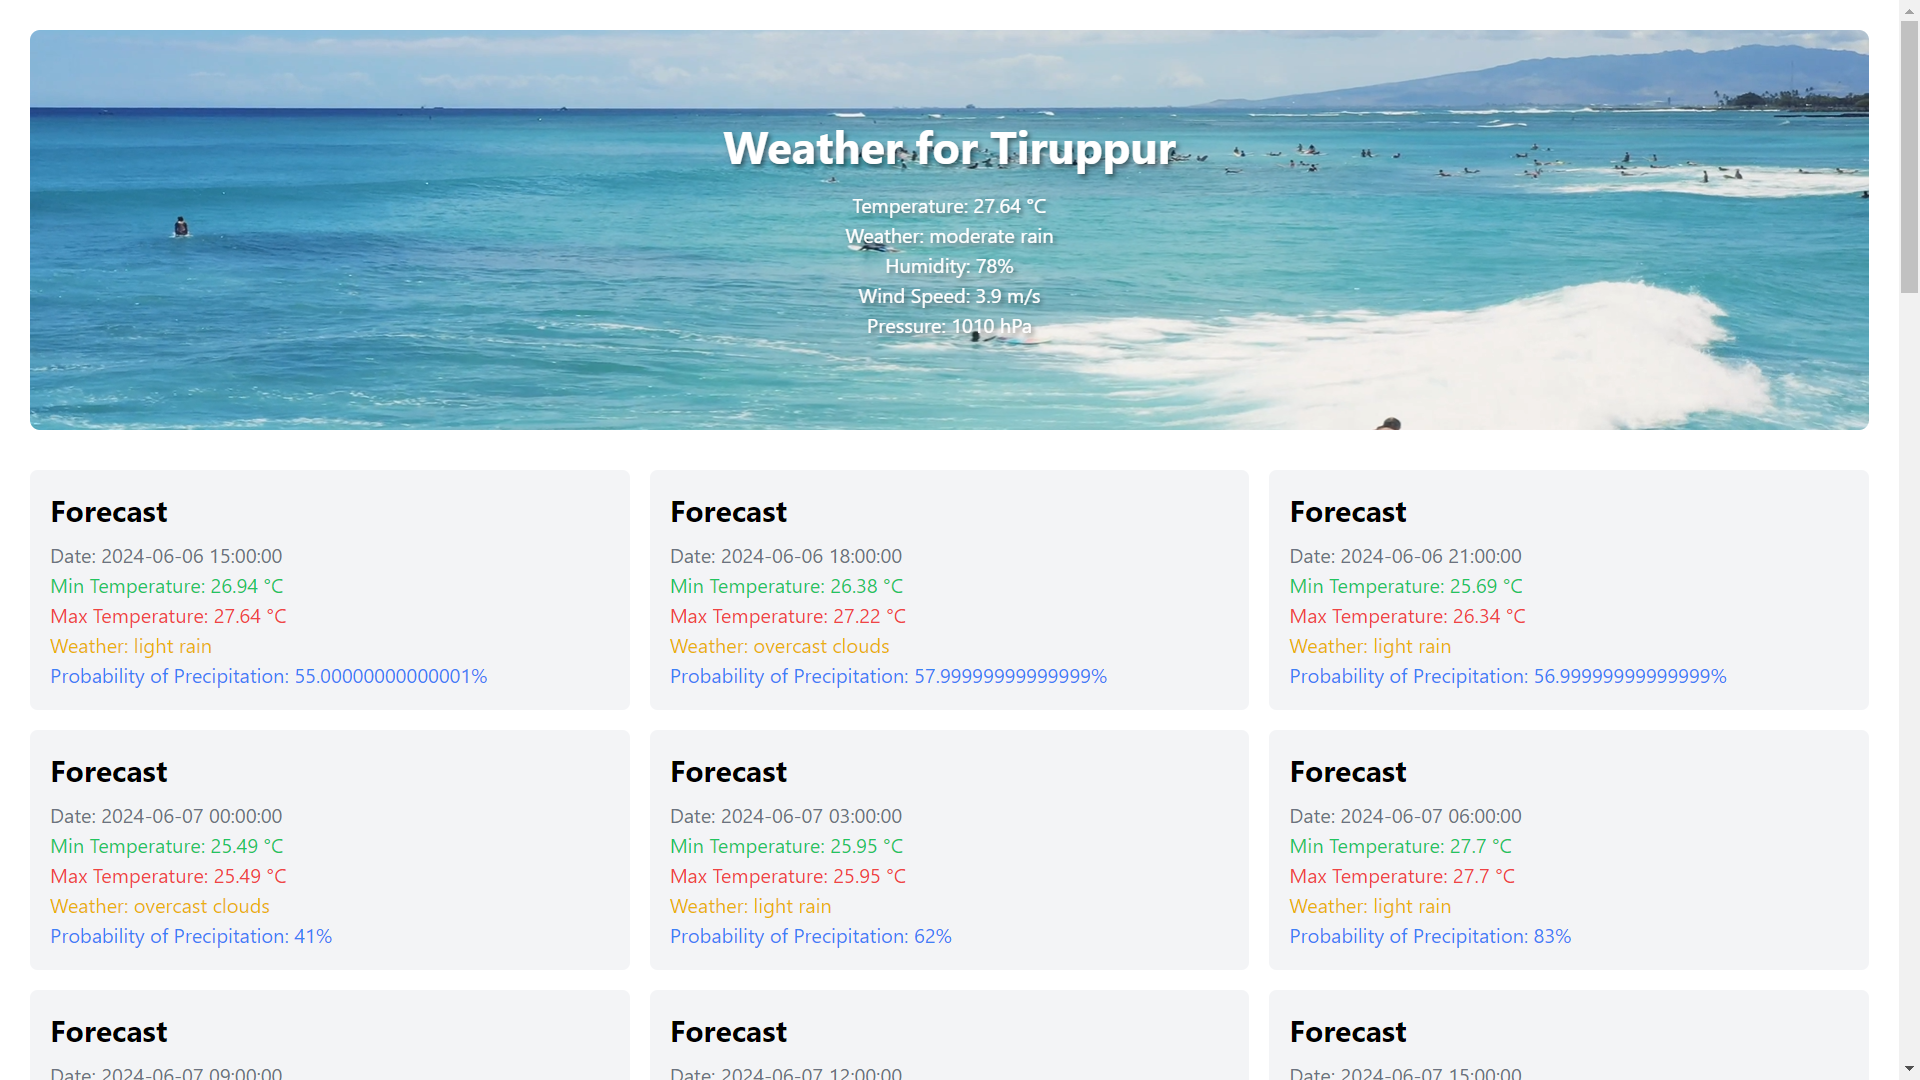 Weather for Tiruppur
Temperature: 27.64 °C
Weather: moderate rain
Humidity: 78%
Wind Speed: 3.9 m/s
Pressure: 1010 hPa
Forecast
Date: 2024-06-06 15:00:00
Min Temperature: 26.94 °C
Max Temperature: 27.64 °C
Weather: light rain
Probability of Precipitation: 55.00000000000001%
Forecast
Date: 2024-06-06 18:00:00
Min Temperature: 26.38 °C
Max Temperature: 27.22 °C
Weather: overcast clouds
Probability of Precipitation: 57.99999999999999%
Forecast
Date: 2024-06-06 21:00:00
Min Temperature: 25.69 °C
Max Temperature: 26.34 °C
Weather: light rain
Probability of Precipitation: 56.99999999999999%
Forecast
Date: 2024-06-07 00:00:00
Min Temperature: 25.49 °C
Max Temperature: 25.49 °C
Weather: overcast clouds
Probability of Precipitation: 41%
Forecast
Date: 2024-06-07 03:00:00
Min Temperature: 25.95 °C
Max Temperature: 25.95 °C
Weather: light rain
Probability of Precipitation: 62%
Forecast
Date: 2024-06-07 06:00:00
Min Temperature: 27.7 °C
Max Temperature: 27.7 °C
Weather: light rain
Probability of Precipitation: 83%
Forecast
Date: 2024-06-07 09:00:00
Forecast
Date: 2024-06-07 12:00:00
Forecast
Date: 2024-06-07 15:00:00